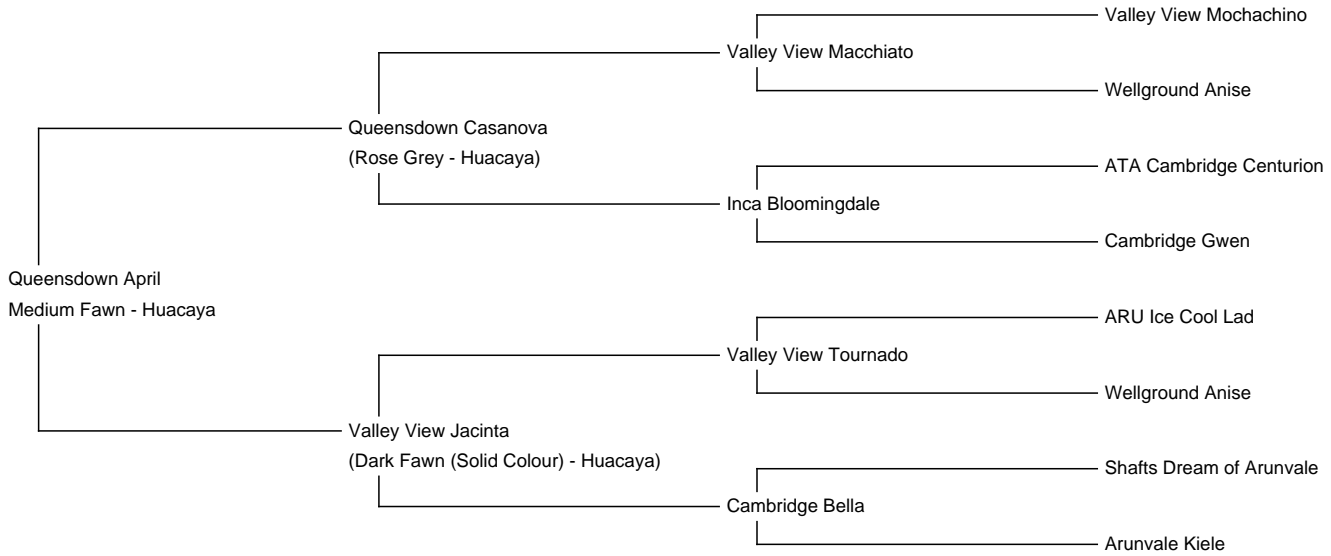 Valley View Mochachino
Valley View Macchiato
Wellground Anise
Queensdown Casanova
(Rose Grey - Huacaya)
ATA Cambridge Centurion
Inca Bloomingdale
Cambridge Gwen
Queensdown April
Medium Fawn - Huacaya
ARU Ice Cool Lad
Valley View Tournado
Wellground Anise
Valley View Jacinta
(Dark Fawn (Solid Colour) - Huacaya)
Shafts Dream of Arunvale
Cambridge Bella
Arunvale Kiele